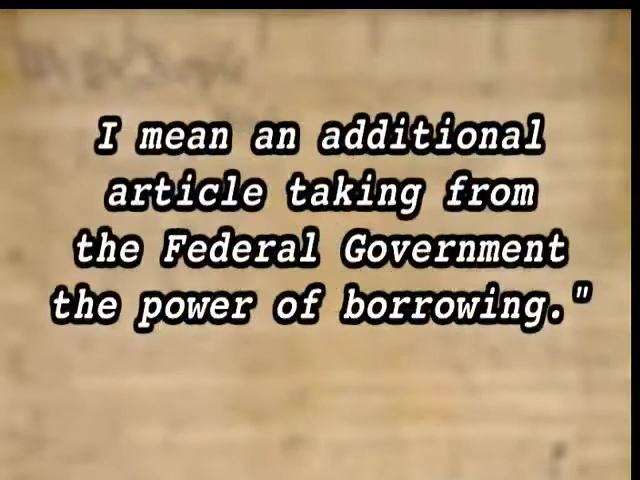 I mean an additional
article taking from
the Federal Government
the power of borrowing."